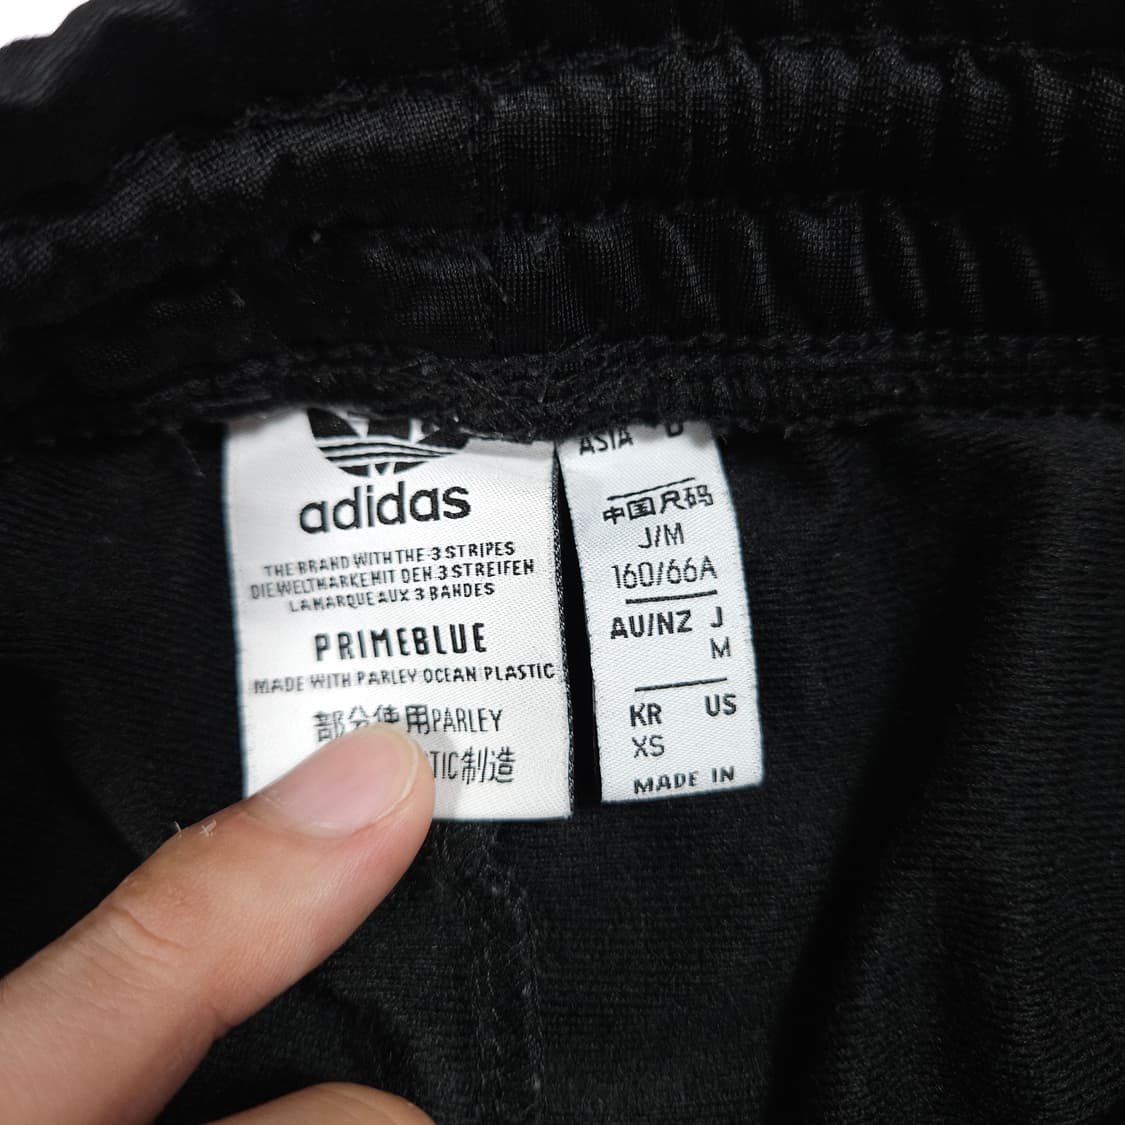 adidas
THE BRAND WITH THE 3 STRIPES
DIE WELTMARKE MIT DEN 3 STREIFEN
LA MARQUE AUX 3 BANDES
PRIMEBLUE
MADE WITH PARLEY OCEAN PLASTIC
部分使用PARLEY
TIC制造
ASIA
中国尺码
J/M
160/66A
AU/NZ J
M
KR US
XS
MADE IN